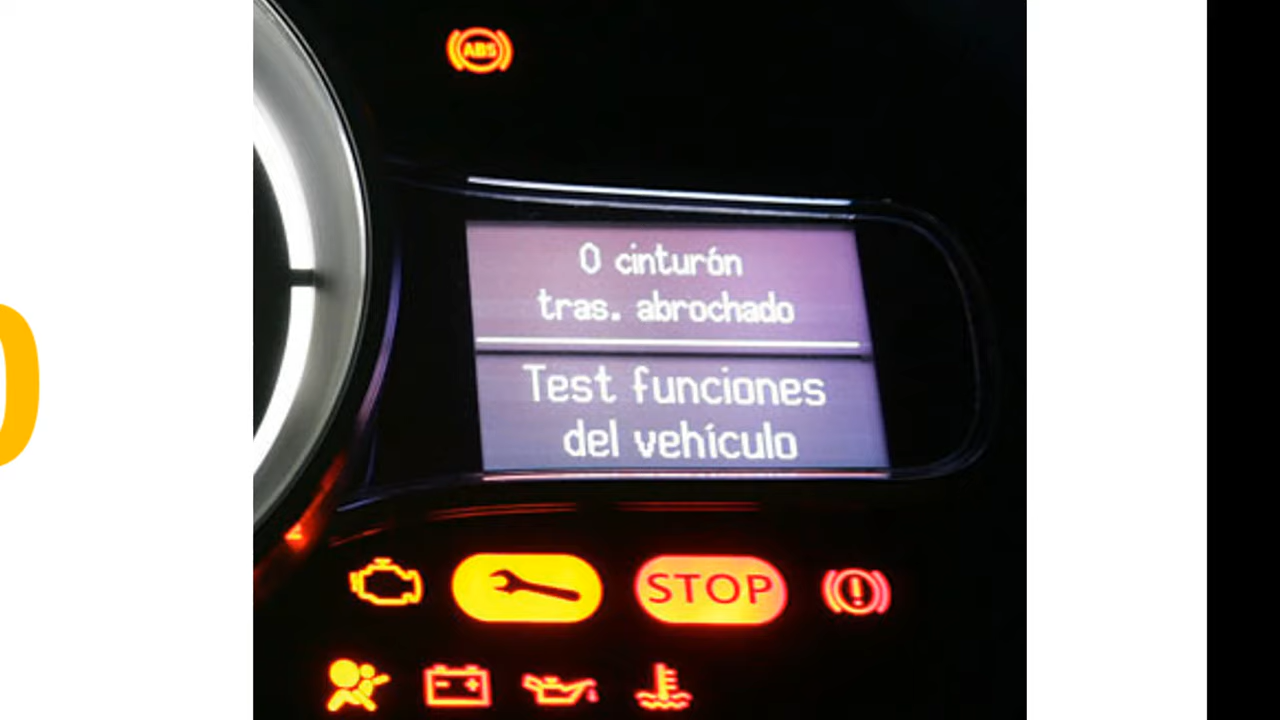 ABS
0 cinturón
tras. abrochado
Test funciones
del vehículo
STOP